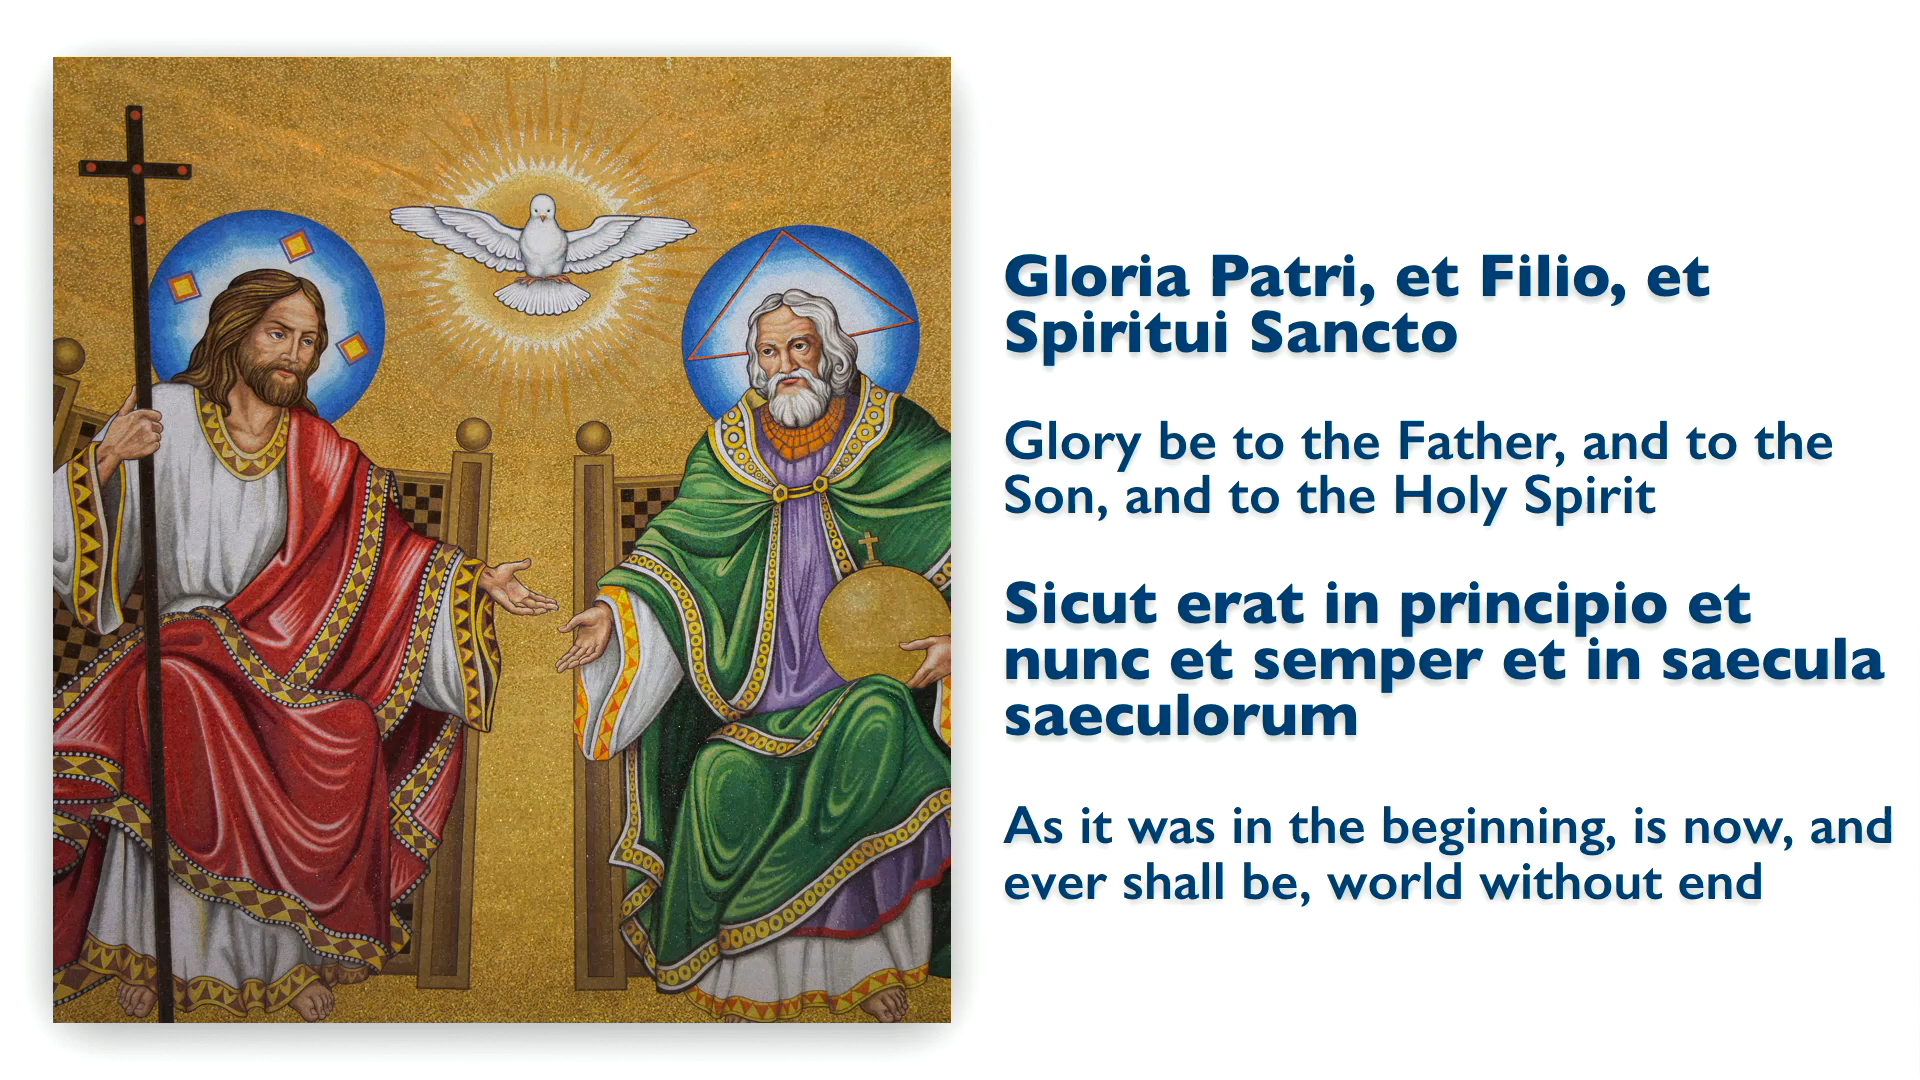 Gloria Patri, et Filio, et
Spiritui Sancto
Glory be to the Father, and to the
Son, and to the Holy Spirit
Sicut erat in principio et
nunc et semper et in saecula
saeculorum
As it was in the beginning, is now, and
ever shall be, world without end